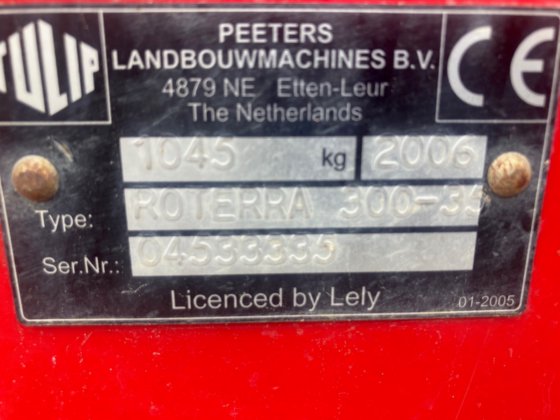 TULIP
PEETERS
LANDBOUWMACHINES B.V.
4879 NE Etten-Leur
The Netherlands
CE
1045 kg 2006
Type: ROTERRA 300-35
Ser.Nr.: 04533335
Licenced by Lely
01-2005